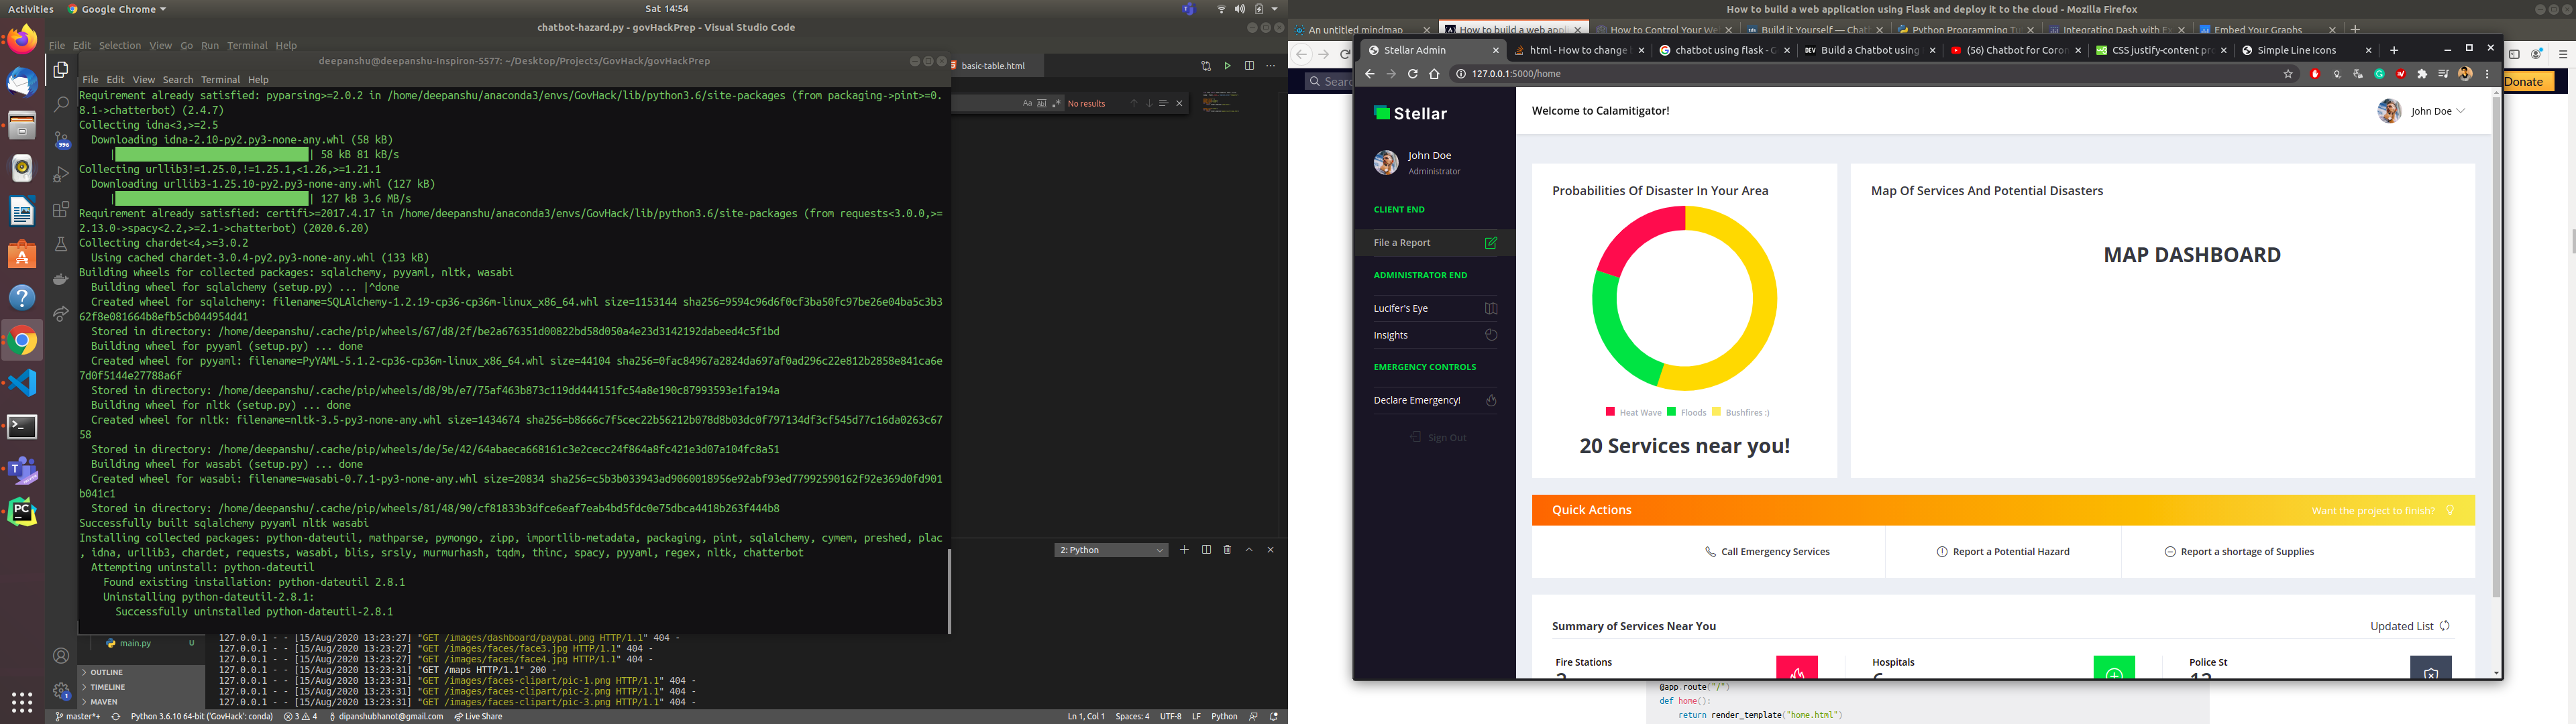 Activities
Google Chrome
Sat 14:54
chatbot-hazard.py - govHackPrep - Visual Studio Code
File Edit Selection View Go Run Terminal Help
deepanshu@deepanshu-Inspiron-5577: ~/Desktop/Projects/GovHack/govHackPrep
File Edit View Search Terminal Help
Requirement already satisfied: pyparsing>=2.0.2 in /home/deepanshu/anaconda3/envs/GovHack/lib/python3.6/site-packages (from packaging->pint>=0.
8.1->chatterbot) (2.4.7)
Collecting idna<3,>=2.5
Downloading idna-2.10-py2.py3-none-any.whl (58 kB)
| | 58 kB 81 kB/s
Collecting urllib3!=1.25.0,!=1.25.1,<1.26,>=1.21.1
Downloading urllib3-1.25.10-py2.py3-none-any.whl (127 kB)
| | 127 kB 3.6 MB/s
Requirement already satisfied: certifi>=2017.4.17 in /home/deepanshu/anaconda3/envs/GovHack/lib/python3.6/site-packages (from requests<3.0.0,>=
2.13.0->spacy<2.2,>=2.1->chatterbot) (2020.6.20)
Collecting chardet<4,>=3.0.2
Using cached chardet-3.0.4-py2.py3-none-any.whl (133 kB)
Building wheels for collected packages: sqlalchemy, pyyaml, nltk, wasabi
Building wheel for sqlalchemy (setup.py) ... |^done
Created wheel for sqlalchemy: filename=SQLAlchemy-1.2.19-cp36-cp36m-linux_x86_64.whl size=1153144 sha256=9594c96d6f0cf3ba50fc97be26e04ba5c3b3
62f8e081664b8efb5cb044954d41
Stored in directory: /home/deepanshu/.cache/pip/wheels/67/d8/2f/be2a676351d00822bd58d050a4e23d3142192dabeed4c5f1bd
Building wheel for pyyaml (setup.py) ... done
Created wheel for pyyaml: filename=PyYAML-5.1.2-cp36-cp36m-linux_x86_64.whl size=44104 sha256=0fac84967a2824da697af0ad296c22e812b2858e841ca6e
7d0f5144e27788a6f
Stored in directory: /home/deepanshu/.cache/pip/wheels/d8/9b/e7/75af463b873c119dd444151fc54a8e190c87993593e1fa194a
Building wheel for nltk (setup.py) ... done
Created wheel for nltk: filename=nltk-3.5-py3-none-any.whl size=1434674 sha256=b8666c7f5cec22b56212b078d8b03dc0f797134df3cf545d77c16da0263c67
58
Stored in directory: /home/deepanshu/.cache/pip/wheels/de/5e/42/64abaeca668161c3e2cecc24f864a8fc421e3d07a104fc8a51
Building wheel for wasabi (setup.py) ... done
Created wheel for wasabi: filename=wasabi-0.7.1-py3-none-any.whl size=20834 sha256=c5b3b033943ad9060018956e92abf93ed77992590162f92e369d0fd901
b041c1
Stored in directory: /home/deepanshu/.cache/pip/wheels/81/48/90/cf81833b3dfce6eaf7eab4bd5fdc0e75dbca4418b263f444b8
Successfully built sqlalchemy pyyaml nltk wasabi
Installing collected packages: python-dateutil, mathparse, pymongo, zipp, importlib-metadata, packaging, pint, sqlalchemy, cymem, preshed, plac
, idna, urllib3, chardet, requests, wasabi, blis, srsly, murmurhash, tqdm, thinc, spacy, pyyaml, regex, nltk, chatterbot
Attempting uninstall: python-dateutil
Found existing installation: python-dateutil 2.8.1
Uninstalling python-dateutil-2.8.1:
Successfully uninstalled python-dateutil-2.8.1
basic-table.html
Aa Ab| .* No results
2: Python
996
main.py U
OUTLINE
TIMELINE
MAVEN
127.0.0.1 - - [15/Aug/2020 13:23:27] "GET /images/dashboard/paypal.png HTTP/1.1" 404 -
127.0.0.1 - - [15/Aug/2020 13:23:27] "GET /images/faces/face3.jpg HTTP/1.1" 404 -
127.0.0.1 - - [15/Aug/2020 13:23:27] "GET /images/faces/face4.jpg HTTP/1.1" 404 -
127.0.0.1 - - [15/Aug/2020 13:23:31] "GET /maps HTTP/1.1" 200 -
127.0.0.1 - - [15/Aug/2020 13:23:31] "GET /images/faces-clipart/pic-1.png HTTP/1.1" 404 -
127.0.0.1 - - [15/Aug/2020 13:23:31] "GET /images/faces-clipart/pic-2.png HTTP/1.1" 404 -
127.0.0.1 - - [15/Aug/2020 13:23:31] "GET /images/faces-clipart/pic-3.png HTTP/1.1" 404 -
master*+ Python 3.6.10 64-bit ('GovHack': conda) 3 4 dipanshubhanot@gmail.com Live Share Ln 1, Col 1 Spaces: 4 UTF-8 LF Python
How to build a web application using Flask and deploy it to the cloud - Mozilla Firefox
An untitled mindmap
How to build a web appl
How to Control Your We
Build it Yourself — Chat
Python Programming Tu
Integrating Dash with Ex
Embed Your Graphs
Sear
Donate
Stellar Admin
html - How to change
chatbot using flask - G
DEV Build a Chatbot using
(56) Chatbot for Coron
CSS justify-content pro
Simple Line Icons
127.0.0.1:5000/home
Stellar
Welcome to Calamitigator!
John Doe
John Doe
Administrator
CLIENT END
File a Report
ADMINISTRATOR END
Lucifer's Eye
Insights
EMERGENCY CONTROLS
Declare Emergency!
Sign Out
Probabilities Of Disaster In Your Area
Heat Wave Floods Bushfires :)
20 Services near you!
Map Of Services And Potential Disasters
MAP DASHBOARD
Quick Actions
Want the project to finish?
Call Emergency Services
Report a Potential Hazard
Report a shortage of Supplies
Summary of Services Near You
Updated List
Fire Stations
Hospitals
Police St
@app.route("/")
def home():
return render_template("home.html")